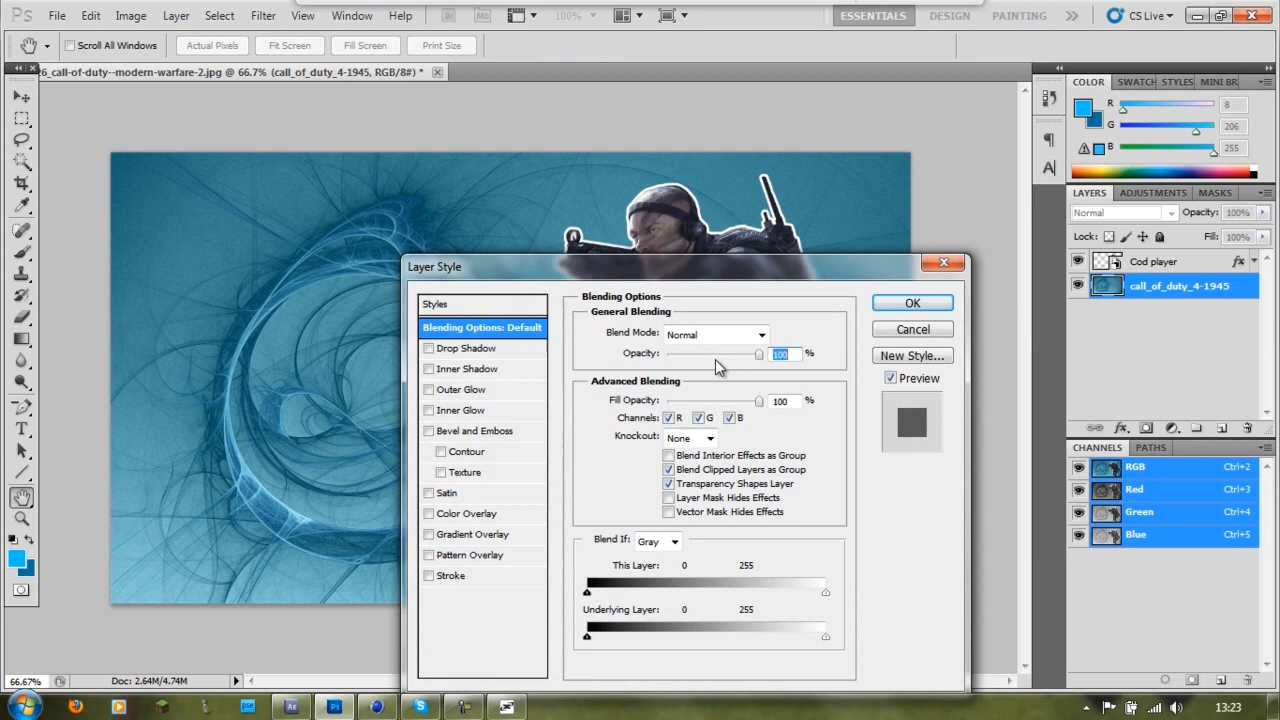 Ps File Edit Image Layer Select Filter View Window Help Br Mb 100% ESSENTIALS DESIGN PAINTING CS Live
Scroll All Windows Actual Pixels Fit Screen Fill Screen Print Size
6_call-of-duty--modern-warfare-2.jpg @ 66.7% (call_of_duty_4-1945, RGB/8#) *
COLOR SWATCH STYLES MINI BR
R 8
G 206
B 255
LAYERS ADJUSTMENTS MASKS
Normal Opacity: 100%
Lock: Fill: 100%
Cod player fx
call_of_duty_4-1945
fx.
CHANNELS PATHS
RGB Ctrl+2
Red Ctrl+3
Green Ctrl+4
Blue Ctrl+5
Layer Style
Styles
Blending Options: Default
Drop Shadow
Inner Shadow
Outer Glow
Inner Glow
Bevel and Emboss
Contour
Texture
Satin
Color Overlay
Gradient Overlay
Pattern Overlay
Stroke
Blending Options
General Blending
Blend Mode: Normal
Opacity: 100 %
Advanced Blending
Fill Opacity: 100 %
Channels: R G B
Knockout: None
Blend Interior Effects as Group
Blend Clipped Layers as Group
Transparency Shapes Layer
Layer Mask Hides Effects
Vector Mask Hides Effects
Blend If: Gray
This Layer: 0 255
Underlying Layer: 0 255
OK
Cancel
New Style...
Preview
66.67% Doc: 2.64M/4.74M
pse Ae Ps S 13:23